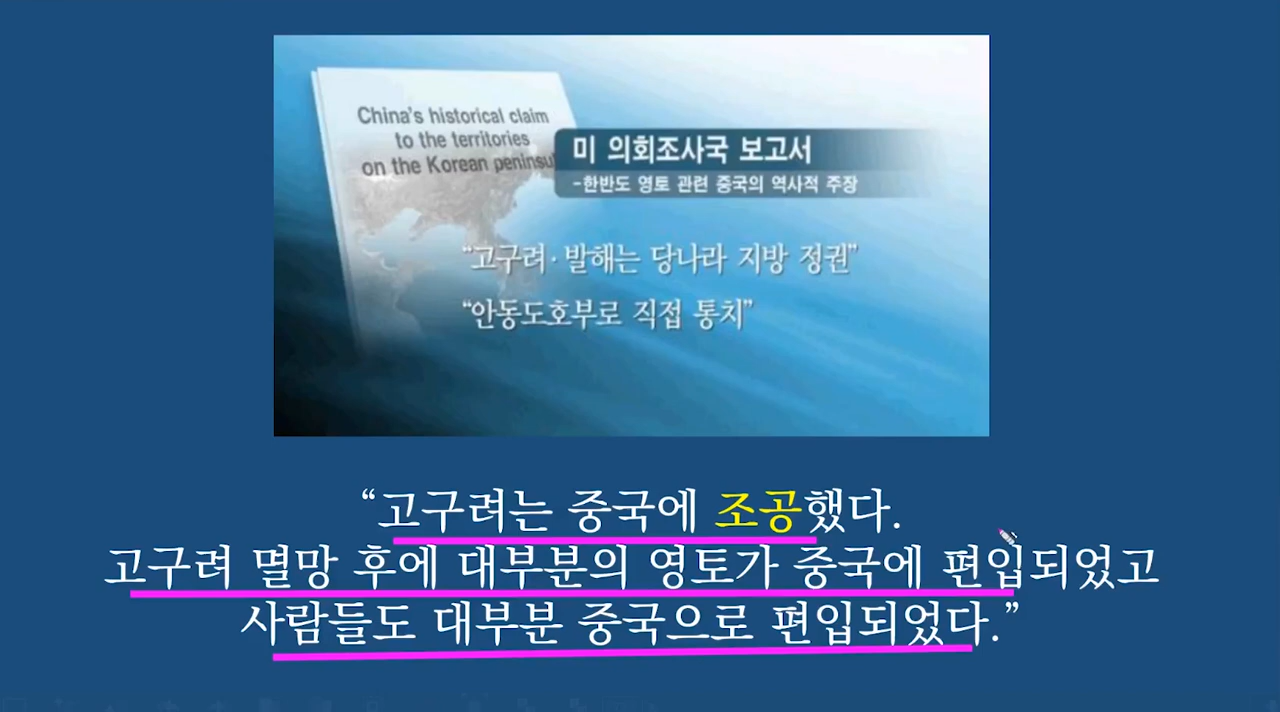 China's historical claim
to the territories
on the Korean peninsu
미 의회조사국 보고서
-한반도 영토 관련 중국의 역사적 주장
“고구려·발해는 당나라 지방 정권”
“안동도호부로 직접 통치”
“고구려는 중국에 조공했다.
고구려 멸망 후에 대부분의 영토가 중국에 편입되었고
사람들도 대부분 중국으로 편입되었다.”